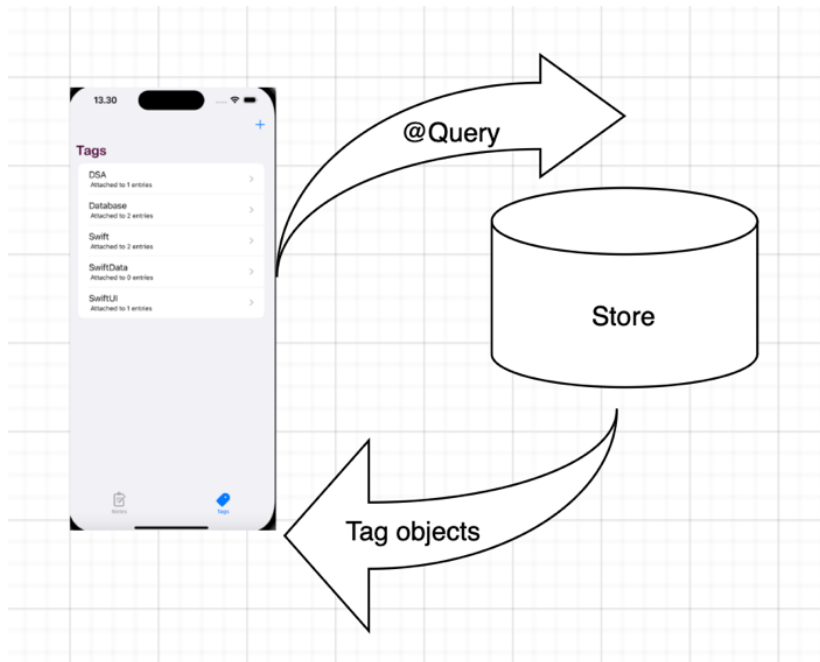 13.30
+
Tags
DSA
Attached to 1 entries
Database
Attached to 2 entries
Swift
Attached to 2 entries
SwiftData
Attached to 0 entries
SwiftUI
Attached to 1 entries
Notes
Tags
@Query
Store
Tag objects